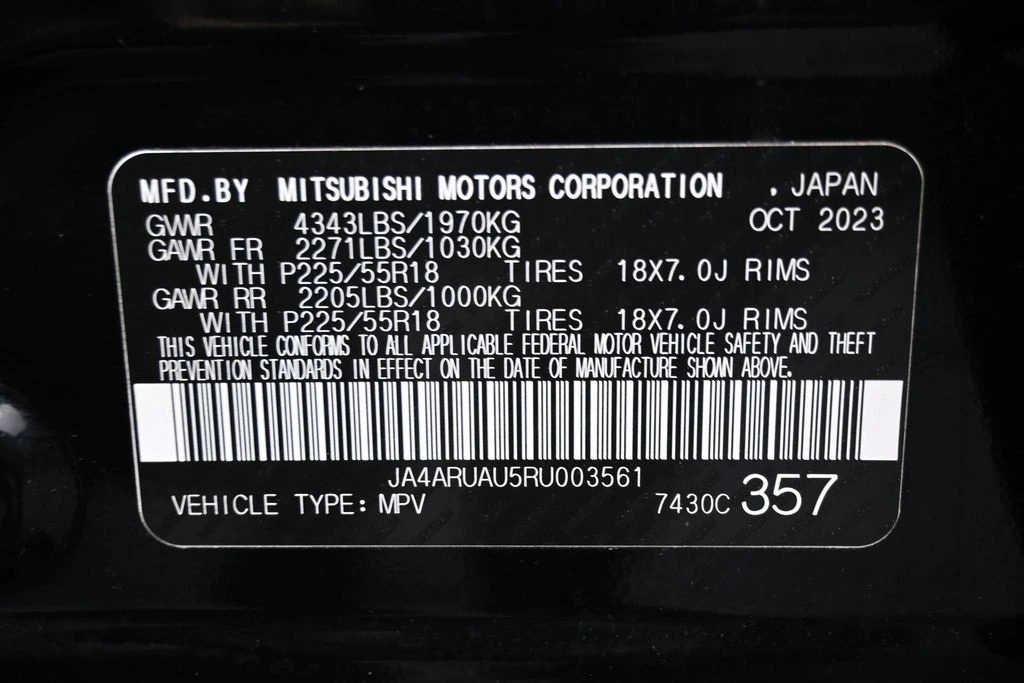 MFD.BY MITSUBISHI MOTORS CORPORATION . JAPAN
GVWR 4343LBS/1970KG OCT 2023
GAWR FR 2271LBS/1030KG
WITH P225/55R18 TIRES 18X7.0J RIMS
GAWR RR 2205LBS/1000KG
WITH P225/55R18 TIRES 18X7.0J RIMS
THIS VEHICLE CONFORMS TO ALL APPLICABLE FEDERAL MOTOR VEHICLE SAFETY AND THEFT
PREVENTION STANDARDS IN EFFECT ON THE DATE OF MANUFACTURE SHOWN ABOVE.
JA4ARUAU5RU003561
VEHICLE TYPE: MPV 7430C 357